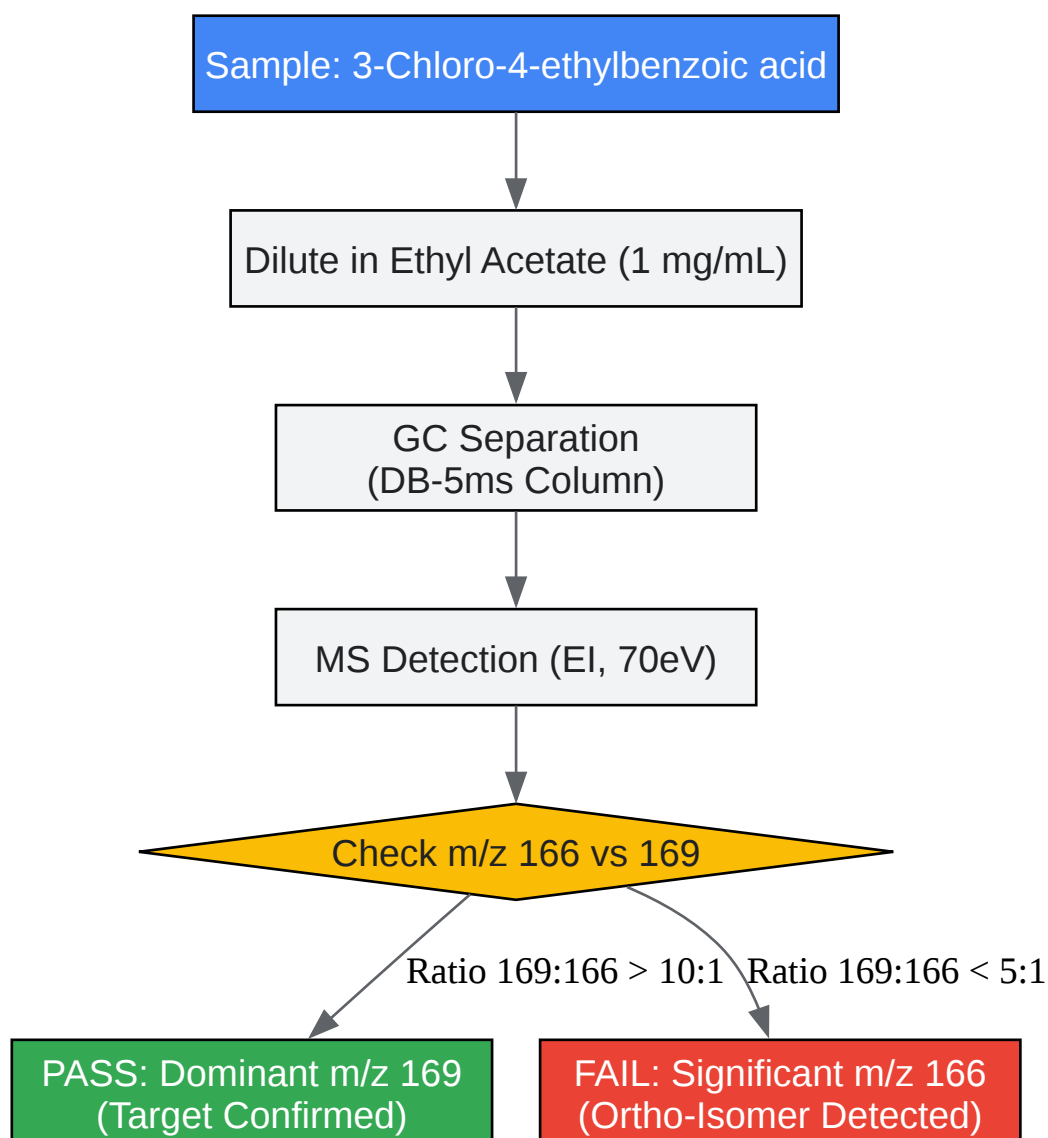 Sample: 3-Chloro-4-ethylbenzoic acid
Dilute in Ethyl Acetate (1 mg/mL)
GC Separation
(DB-5ms Column)
MS Detection (EI, 70eV)
Check m/z 166 vs 169
Ratio 169:166 > 10:1
Ratio 169:166 < 5:1
PASS: Dominant m/z 169
(Target Confirmed)
FAIL: Significant m/z 166
(Ortho-Isomer Detected)